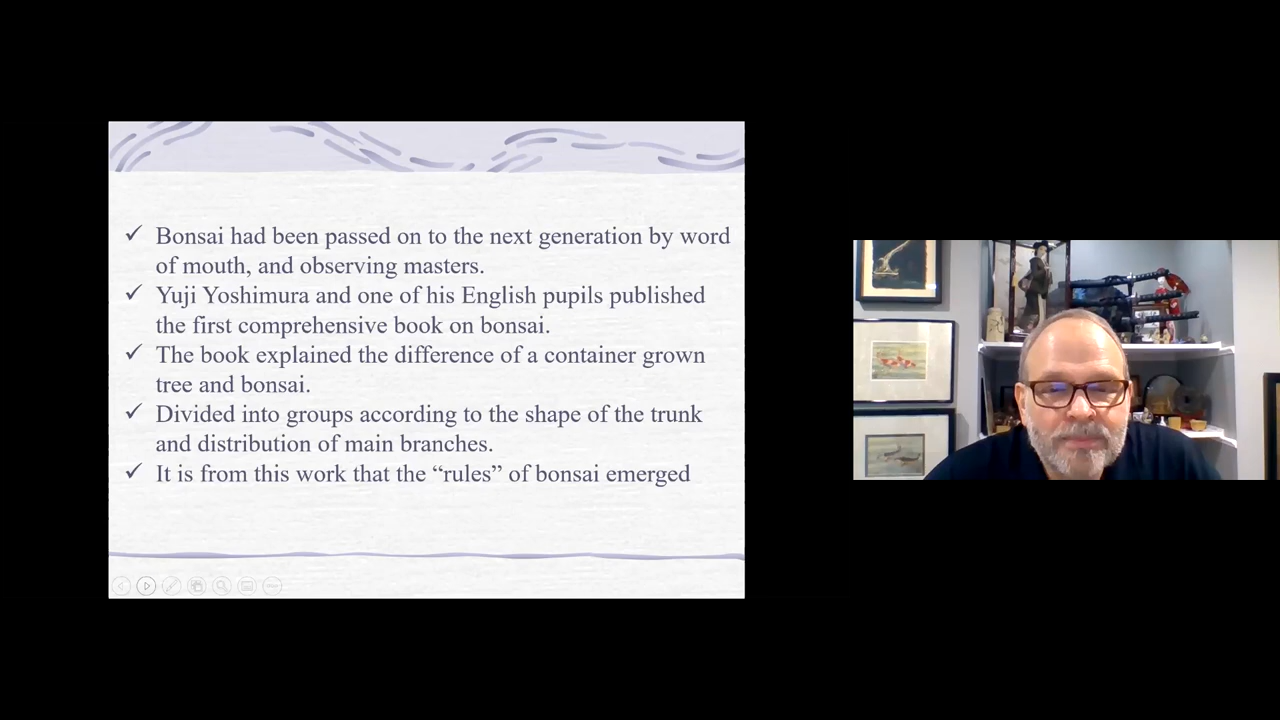 ✓ Bonsai had been passed on to the next generation by word
of mouth, and observing masters.
✓ Yuji Yoshimura and one of his English pupils published
the first comprehensive book on bonsai.
✓ The book explained the difference of a container grown
tree and bonsai.
✓ Divided into groups according to the shape of the trunk
and distribution of main branches.
✓ It is from this work that the “rules” of bonsai emerged